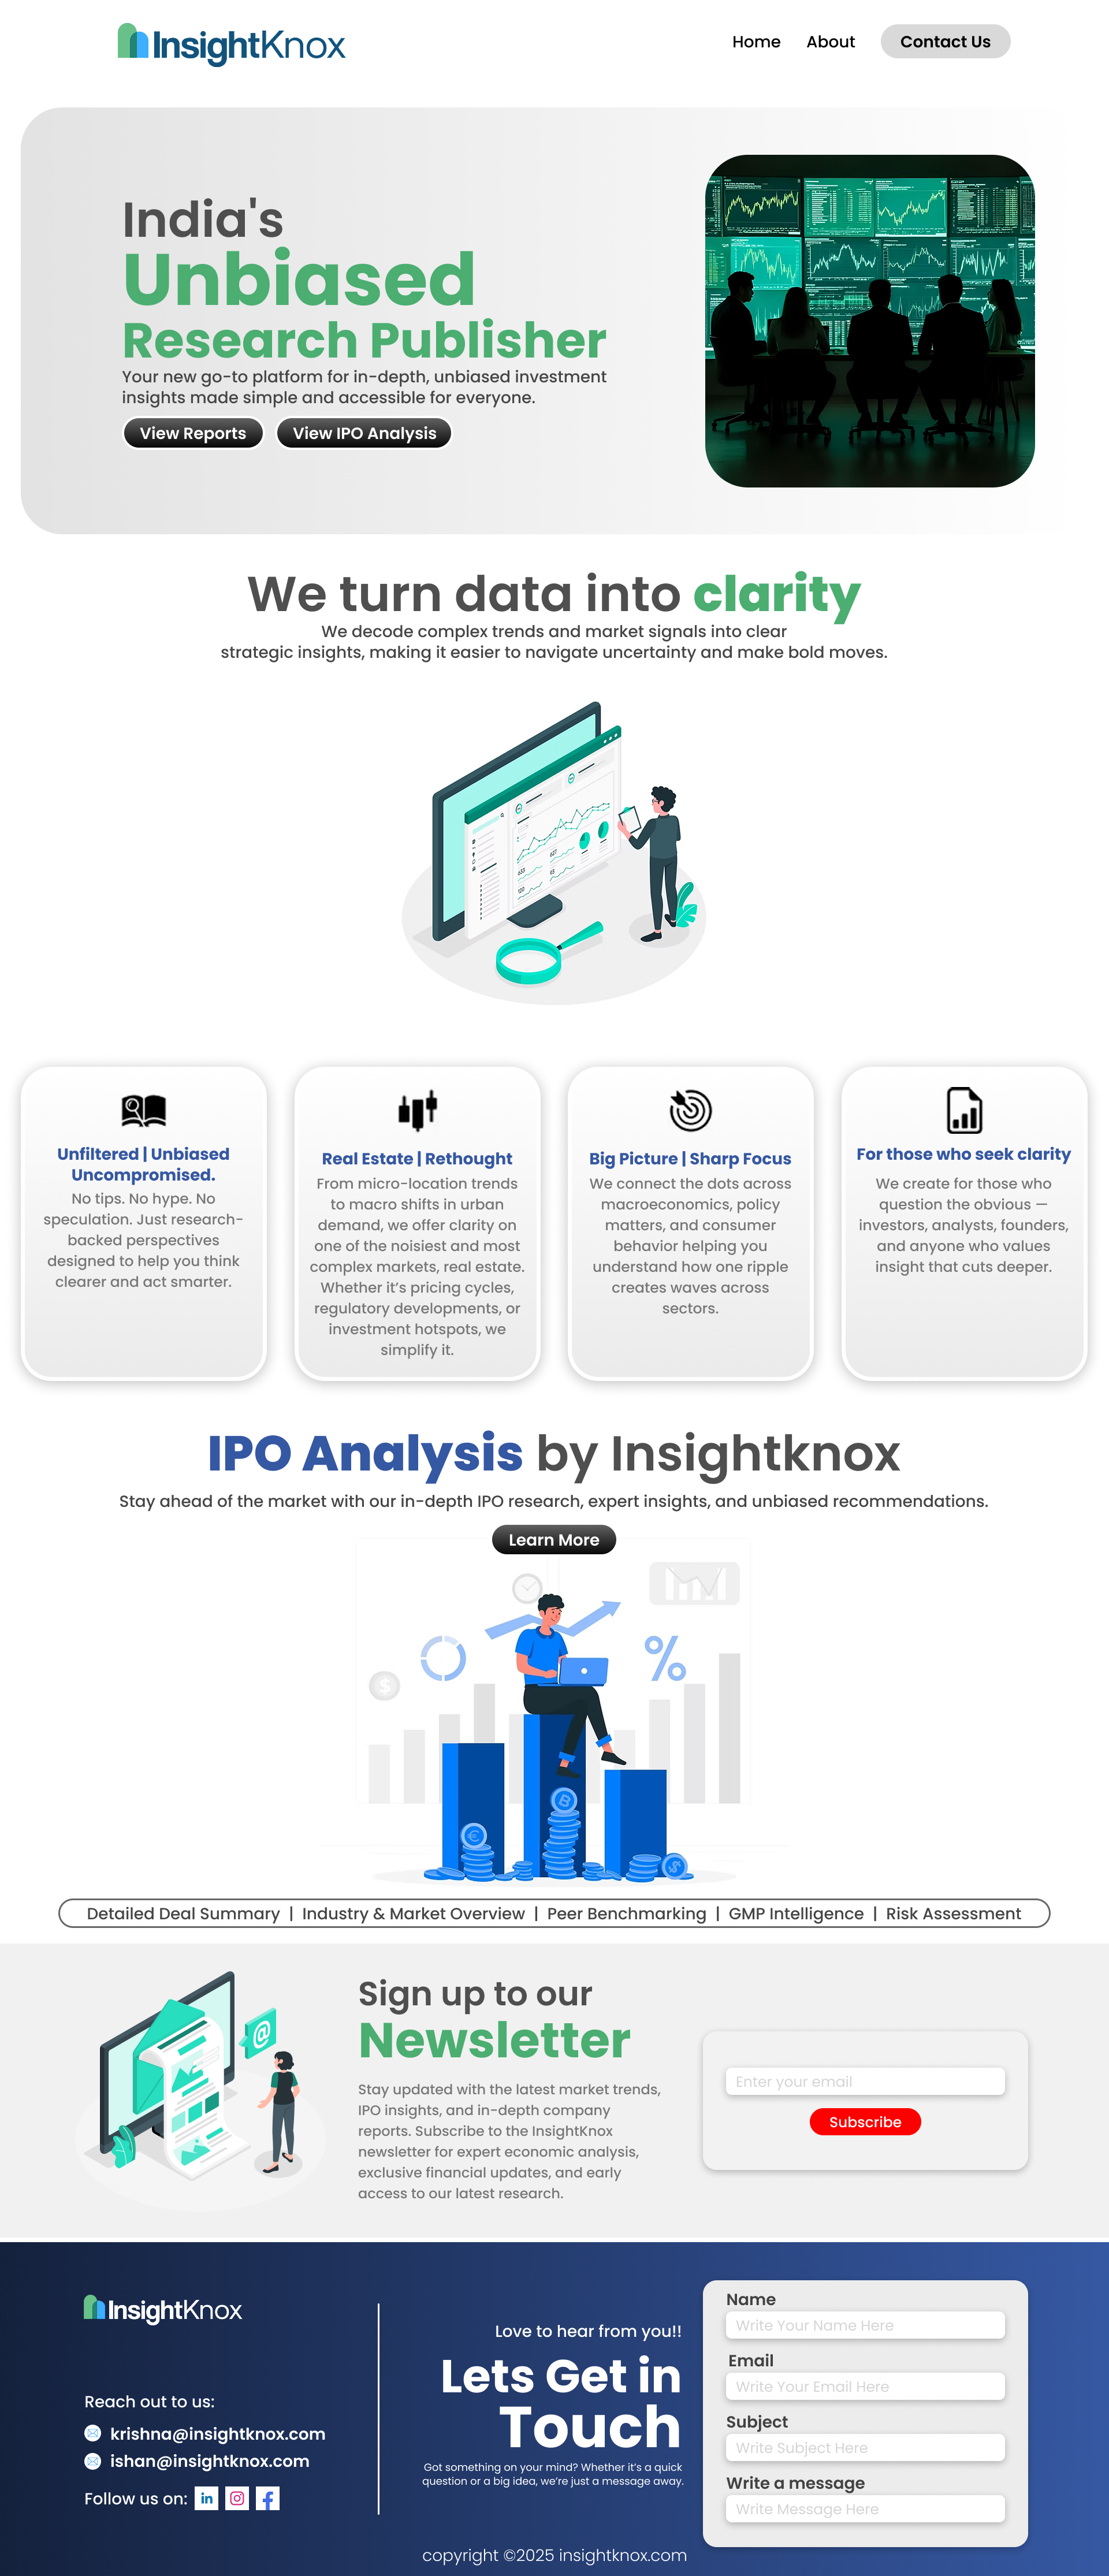 InsightKnox
Home About Contact Us
India's
Unbiased
Research Publisher
Your new go-to platform for in-depth, unbiased investment
insights made simple and accessible for everyone.
View Reports View IPO Analysis
We turn data into clarity
We decode complex trends and market signals into clear
strategic insights, making it easier to navigate uncertainty and make bold moves.
Unfiltered | Unbiased
Uncompromised.
No tips. No hype. No
speculation. Just research-
backed perspectives
designed to help you think
clearer and act smarter.
Real Estate | Rethought
From micro-location trends
to macro shifts in urban
demand, we offer clarity on
one of the noisiest and most
complex markets, real estate.
Whether it's pricing cycles,
regulatory developments, or
investment hotspots, we
simplify it.
Big Picture | Sharp Focus
We connect the dots across
macroeconomics, policy
matters, and consumer
behavior helping you
understand how one ripple
creates waves across
sectors.
For those who seek clarity
We create for those who
question the obvious —
investors, analysts, founders,
and anyone who values
insight that cuts deeper.
IPO Analysis by Insightknox
Stay ahead of the market with our in-depth IPO research, expert insights, and unbiased recommendations.
Learn More
Detailed Deal Summary | Industry & Market Overview | Peer Benchmarking | GMP Intelligence | Risk Assessment
Sign up to our
Newsletter
Stay updated with the latest market trends,
IPO insights, and in-depth company
reports. Subscribe to the InsightKnox
newsletter for expert economic analysis,
exclusive financial updates, and early
access to our latest research.
Enter your email
Subscribe
InsightKnox
Reach out to us:
krishna@insightknox.com
ishan@insightknox.com
Follow us on:
Love to hear from you!!
Lets Get in
Touch
Got something on your mind? Whether it's a quick
question or a big idea, we're just a message away.
Name
Write Your Name Here
Email
Write Your Email Here
Subject
Write Subject Here
Write a message
Write Message Here
copyright ©2025 insightknox.com